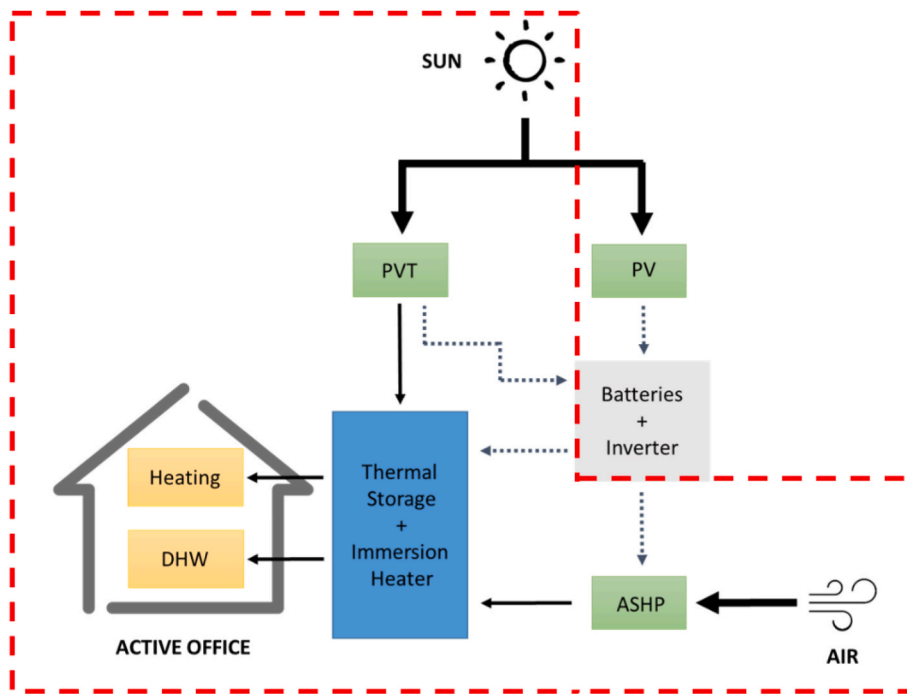 SUN
PVT
PV
Batteries
+
Inverter
Thermal
Storage
+
Immersion
Heater
Heating
DHW
ASHP
ACTIVE OFFICE
AIR